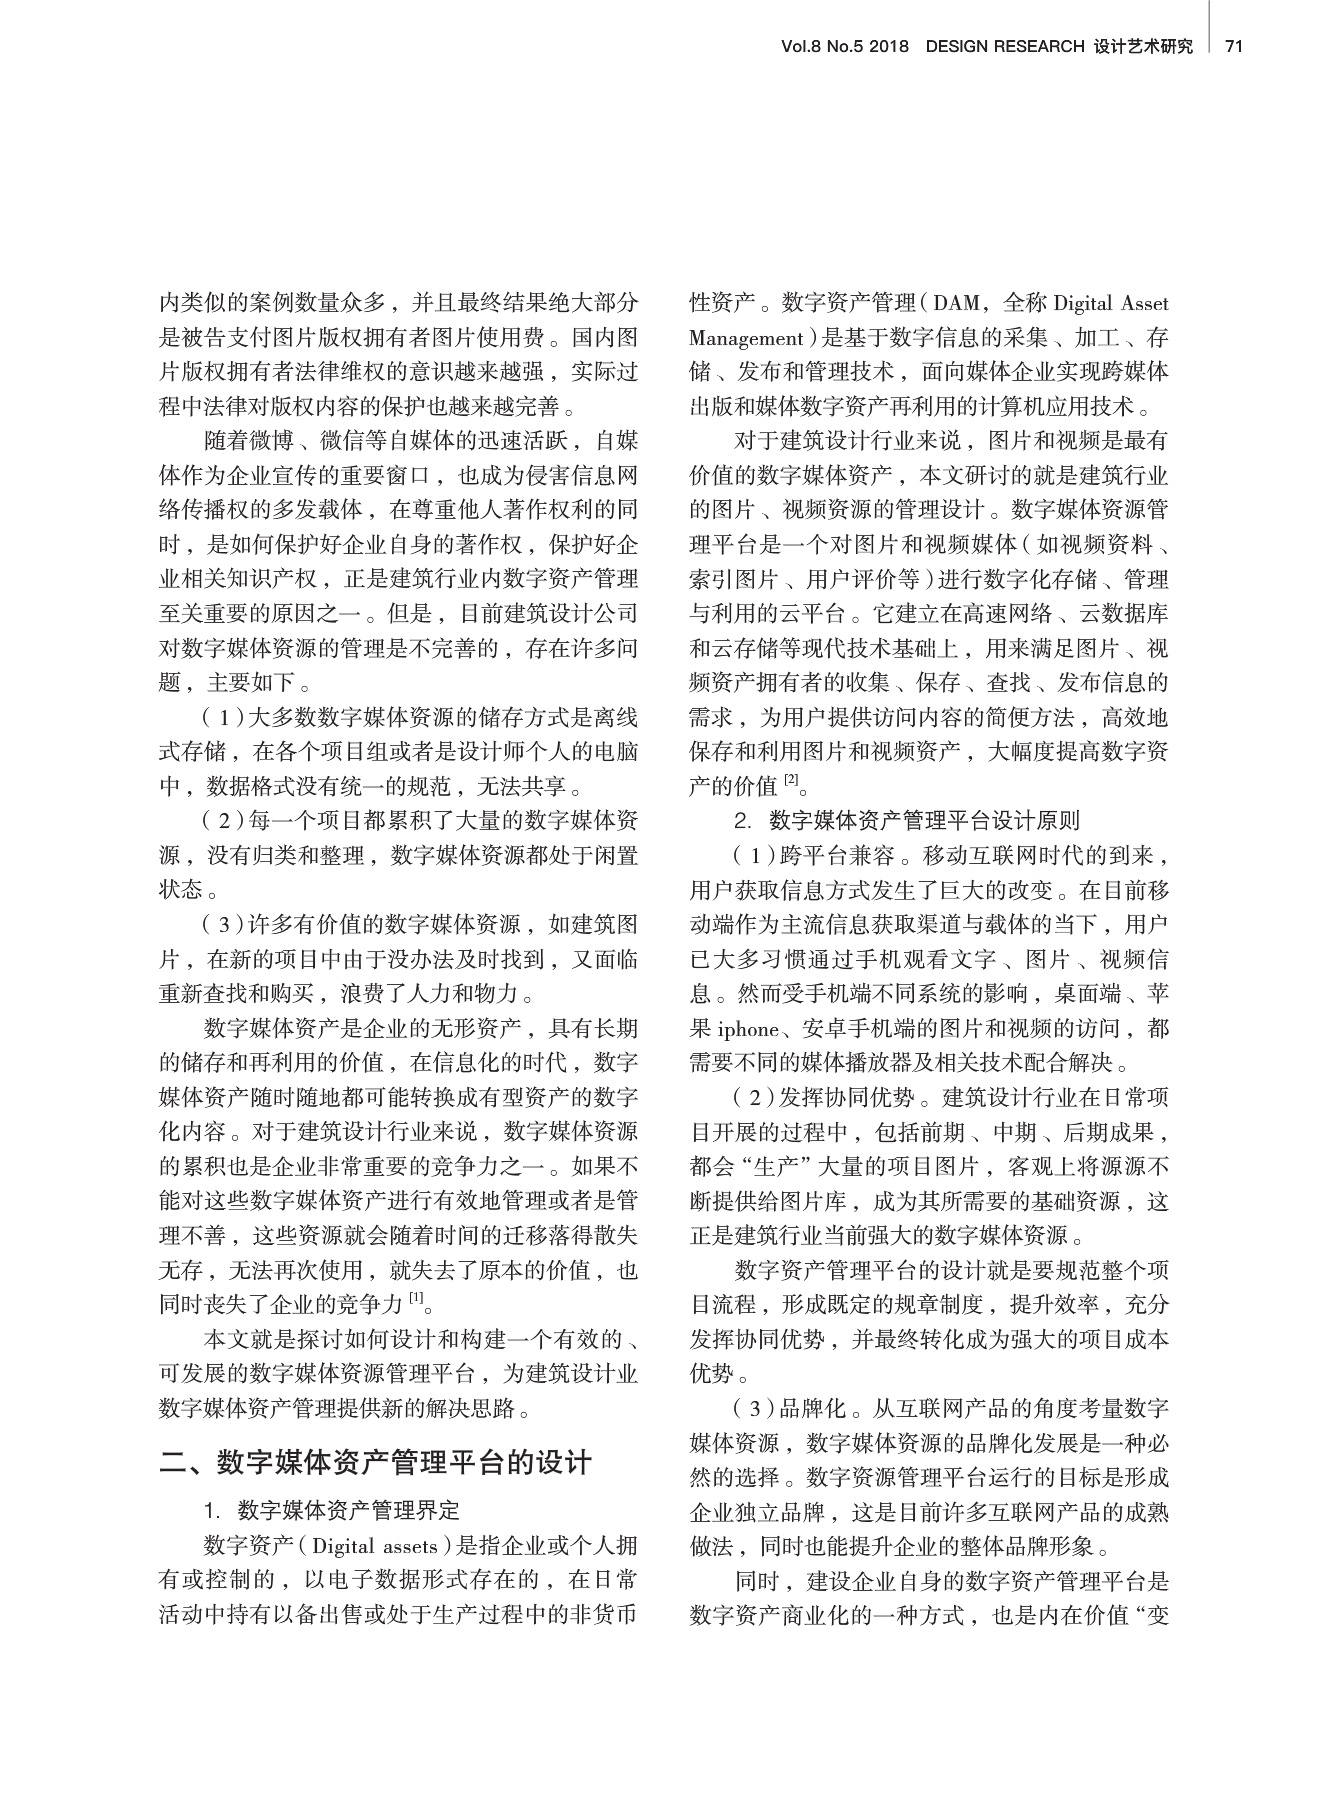 Vol.8 No.5 2018 DESIGN RESEARCH 设计艺术研究 71
内类似的案例数量众多，并且最终结果绝大部分
是被告支付图片版权拥有者图片使用费。国内图
片版权拥有者法律维权的意识越来越强，实际过
程中法律对版权内容的保护也越来越完善。
随着微博、微信等自媒体的迅速活跃，自媒
体作为企业宣传的重要窗口，也成为侵害信息网
络传播权的多发载体，在尊重他人著作权利的同
时，是如何保护好企业自身的著作权，保护好企
业相关知识产权，正是建筑行业内数字资产管理
至关重要的原因之一。但是，目前建筑设计公司
对数字媒体资源的管理是不完善的，存在许多问
题，主要如下。
（1）大多数数字媒体资源的储存方式是离线
式存储，在各个项目组或者是设计师个人的电脑
中，数据格式没有统一的规范，无法共享。
（2）每一个项目都累积了大量的数字媒体资
源，没有归类和整理，数字媒体资源都处于闲置
状态。
（3）许多有价值的数字媒体资源，如建筑图
片，在新的项目中由于没办法及时找到，又面临
重新查找和购买，浪费了人力和物力。
数字媒体资产是企业的无形资产，具有长期
的储存和再利用的价值，在信息化的时代，数字
媒体资产随时随地都可能转换成有型资产的数字
化内容。对于建筑设计行业来说，数字媒体资源
的累积也是企业非常重要的竞争力之一。如果不
能对这些数字媒体资产进行有效地管理或者是管
理不善，这些资源就会随着时间的迁移落得散失
无存，无法再次使用，就失去了原本的价值，也
同时丧失了企业的竞争力[1]。
本文就是探讨如何设计和构建一个有效的、
可发展的数字媒体资源管理平台，为建筑设计业
数字媒体资产管理提供新的解决思路。
二、数字媒体资产管理平台的设计
1. 数字媒体资产管理界定
数字资产（Digital assets）是指企业或个人拥
有或控制的，以电子数据形式存在的，在日常
活动中持有以备出售或处于生产过程中的非货币
性资产。数字资产管理（DAM，全称 Digital Asset
Management）是基于数字信息的采集、加工、存
储、发布和管理技术，面向媒体企业实现跨媒体
出版和媒体数字资产再利用的计算机应用技术。
对于建筑设计行业来说，图片和视频是最有
价值的数字媒体资产，本文研讨的就是建筑行业
的图片、视频资源的管理设计。数字媒体资源管
理平台是一个对图片和视频媒体（如视频资料、
索引图片、用户评价等）进行数字化存储、管理
与利用的云平台。它建立在高速网络、云数据库
和云存储等现代技术基础上，用来满足图片、视
频资产拥有者的收集、保存、查找、发布信息的
需求，为用户提供访问内容的简便方法，高效地
保存和利用图片和视频资产，大幅度提高数字资
产的价值[2]。
2. 数字媒体资产管理平台设计原则
（1）跨平台兼容。移动互联网时代的到来，
用户获取信息方式发生了巨大的改变。在目前移
动端作为主流信息获取渠道与载体的当下，用户
已大多习惯通过手机观看文字、图片、视频信
息。然而受手机端不同系统的影响，桌面端、苹
果 iphone、安卓手机端的图片和视频的访问，都
需要不同的媒体播放器及相关技术配合解决。
（2）发挥协同优势。建筑设计行业在日常项
目开展的过程中，包括前期、中期、后期成果，
都会“生产”大量的项目图片，客观上将源源不
断提供给图片库，成为其所需要的基础资源，这
正是建筑行业当前强大的数字媒体资源。
数字资产管理平台的设计就是要规范整个项
目流程，形成既定的规章制度，提升效率，充分
发挥协同优势，并最终转化成为强大的项目成本
优势。
（3）品牌化。从互联网产品的角度考量数字
媒体资源，数字媒体资源的品牌化发展是一种必
然的选择。数字资源管理平台运行的目标是形成
企业独立品牌，这是目前许多互联网产品的成熟
做法，同时也能提升企业的整体品牌形象。
同时，建设企业自身的数字资产管理平台是
数字资产商业化的一种方式，也是内在价值“变